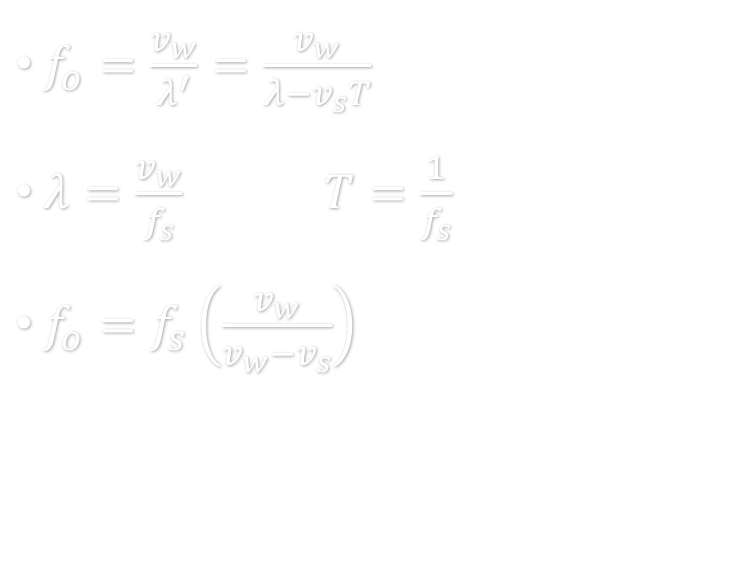 • f_o = v_w/λ′ = v_w/(λ−v_sT)
• λ = v_w/f_s    T = 1/f_s
• f_o = f_s (v_w/(v_w−v_s))